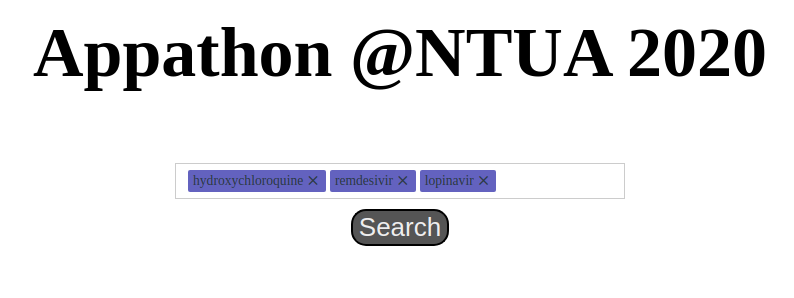 Appathon @NTUA 2020
hydroxychloroquine × remdesivir × lopinavir ×
Search